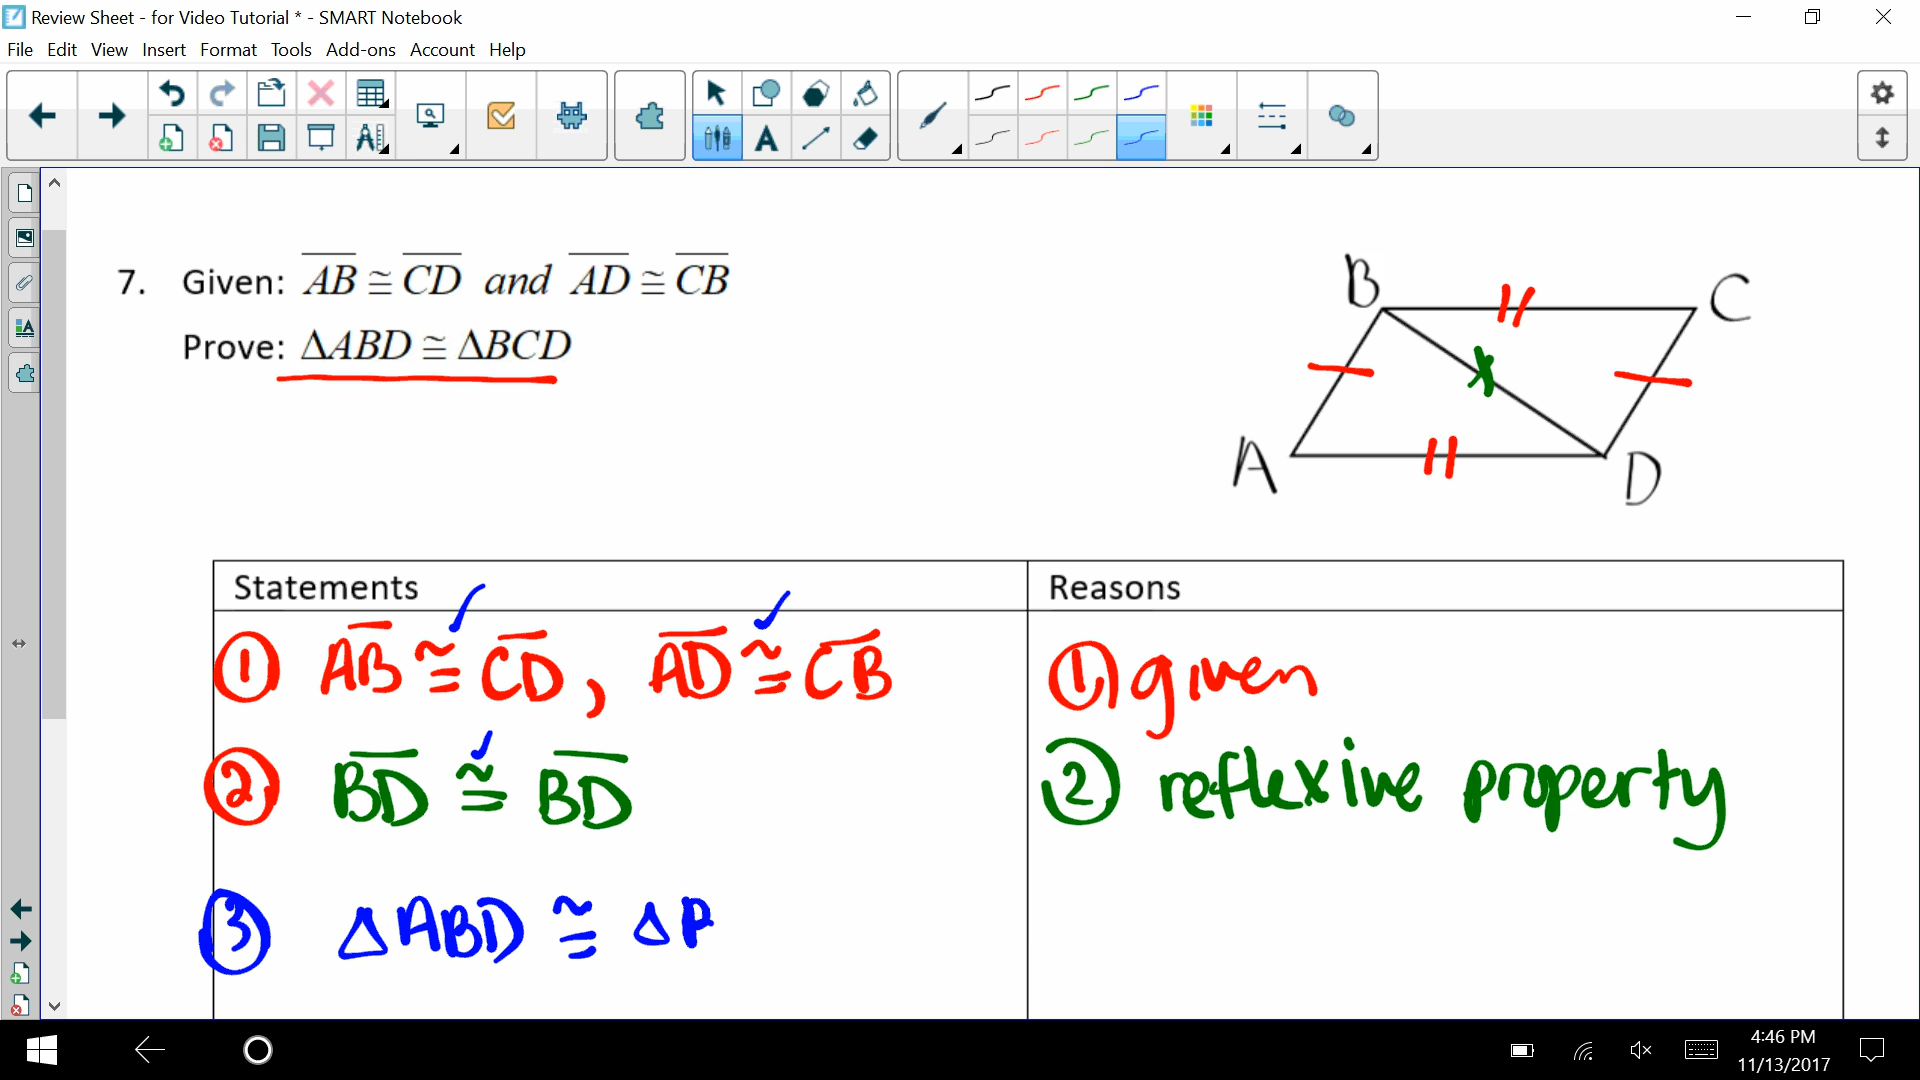 Review Sheet - for Video Tutorial * - SMART Notebook
File Edit View Insert Format Tools Add-ons Account Help
7. Given: AB ≅ CD and AD ≅ CB
Prove: ΔABD ≅ ΔBCD
B
C
A
D
Statements
Reasons
① AB ≅ CD, AD ≅ CB
① given
② BD ≅ BD
② reflexive property
③ Δ ABD ≅ Δ
4:46 PM
11/13/2017